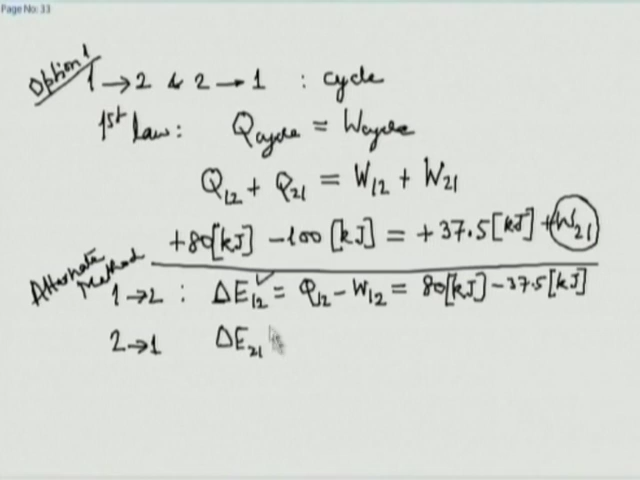 Page No: 33
Option 1
1 → 2 & 2 → 1 : cycle
1st law: Qcycle = Wcycle
Q12 + Q21 = W12 + W21
+80[kJ] - 100 [kJ] = + 37.5 [kJ] + W21
Alternate Method
1→2 : ΔE12 = Q12 - W12 = 80[kJ] - 37.5 [kJ]
2→1 ΔE21